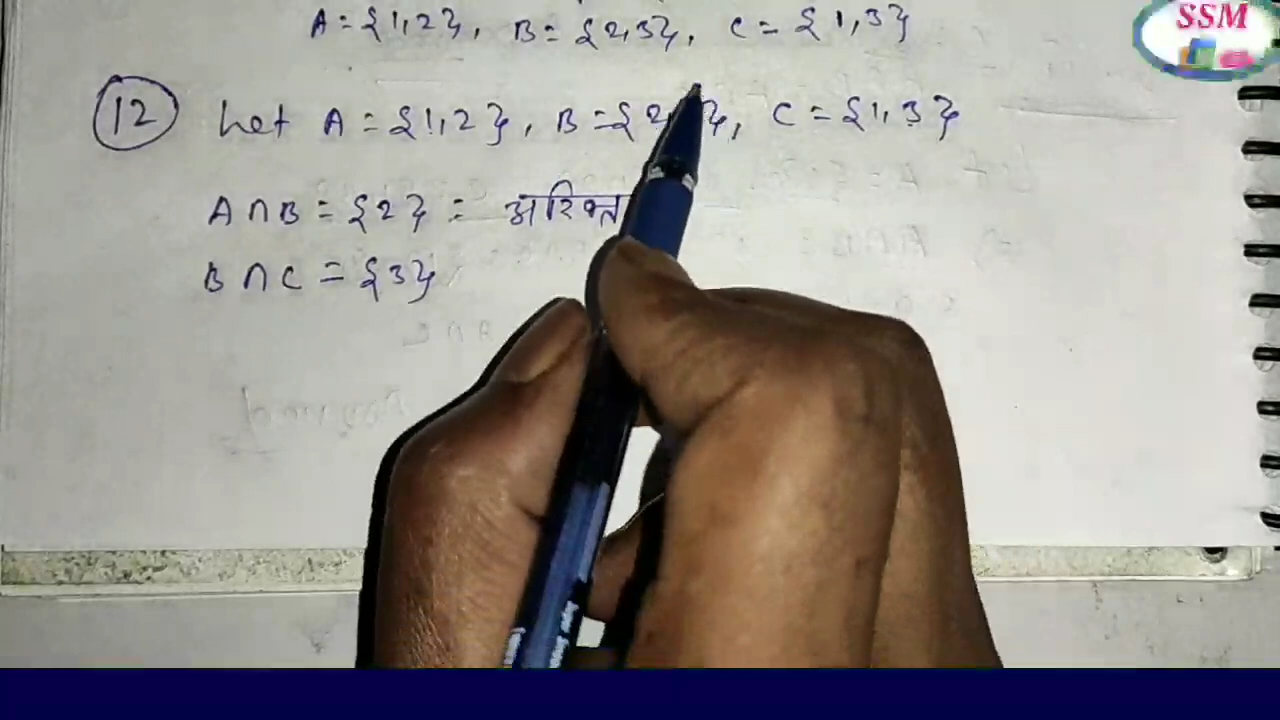 A = {1,2}, B = {2,3}, C = {1,3}
SSM
(12) Let A = {1,2}, B = {2, }, C = {1,3}
A ∩ B = {2} = अरिक्त
B ∩ C = {3}